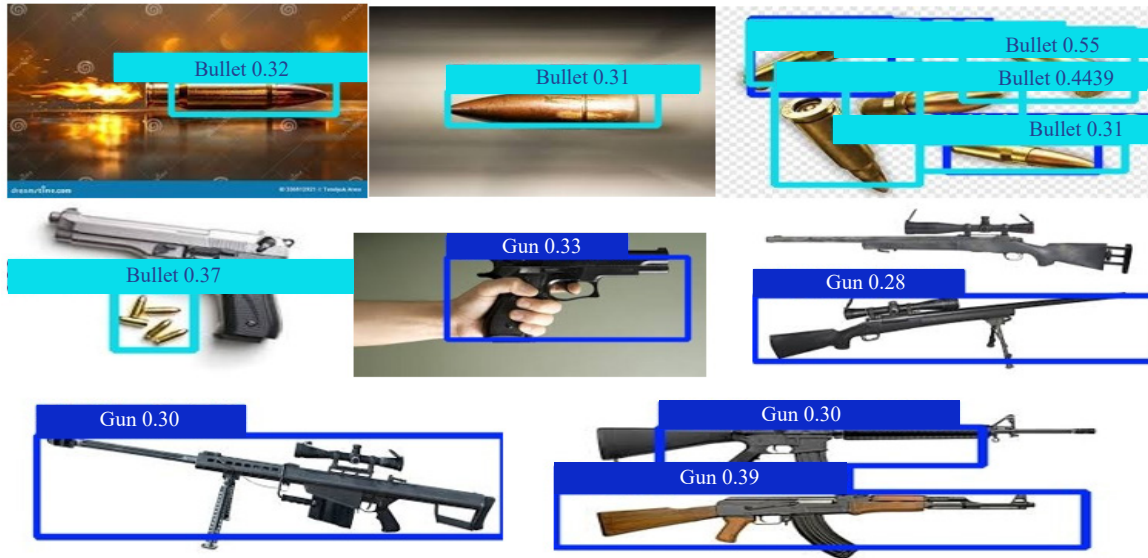 Bullet 0.32
Bullet 0.31
Bullet 0.55
Bullet 0.4439
Bullet 0.31
dreamstime.com
Bullet 0.37
Gun 0.33
Gun 0.28
Gun 0.30
Gun 0.30
Gun 0.39